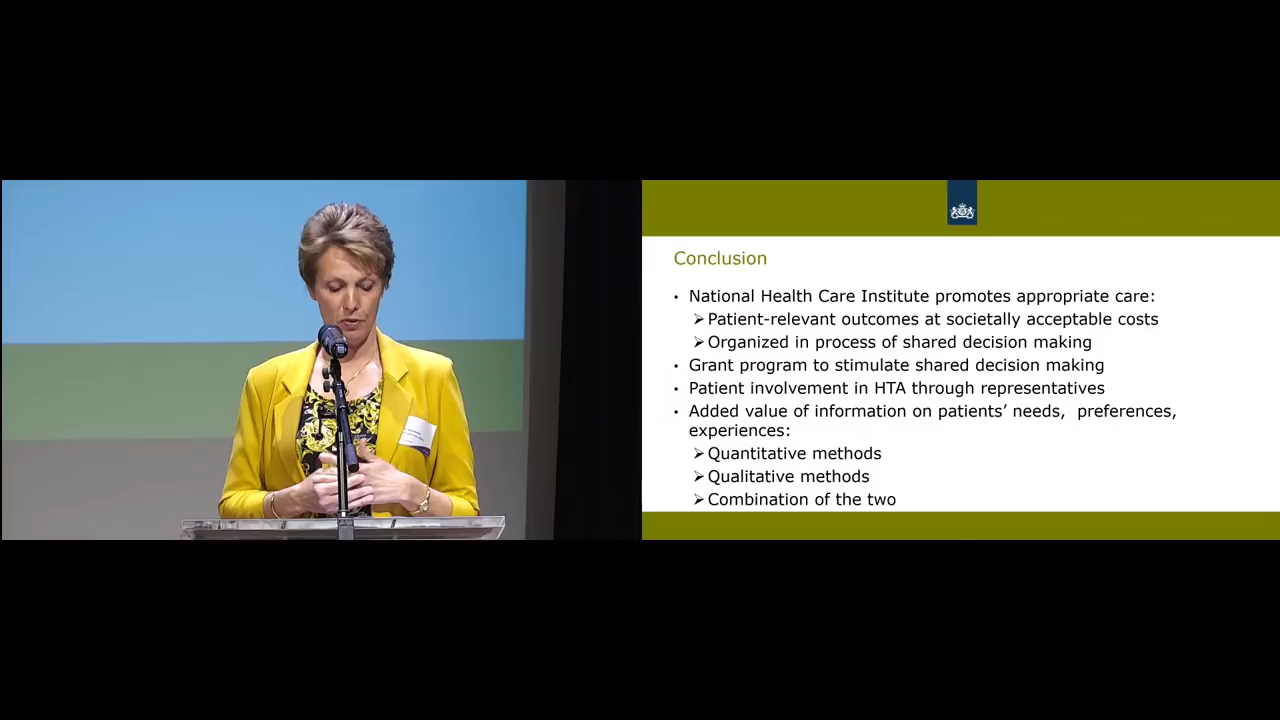 Conclusion
• National Health Care Institute promotes appropriate care:
➢Patient-relevant outcomes at societally acceptable costs
➢Organized in process of shared decision making
• Grant program to stimulate shared decision making
• Patient involvement in HTA through representatives
• Added value of information on patients’ needs,  preferences,
experiences:
➢Quantitative methods
➢Qualitative methods
➢Combination of the two